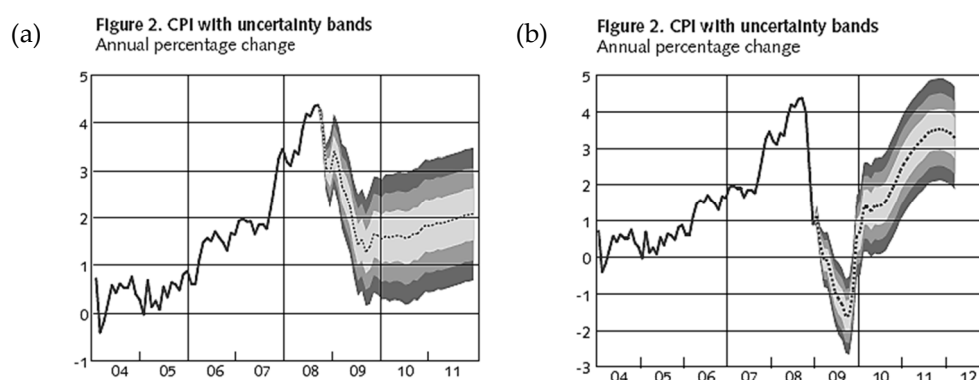 (a)
Figure 2. CPI with uncertainty bands
Annual percentage change
5
4
3
2
1
0
-1
04 05 06 07 08 09 10 11
(b)
Figure 2. CPI with uncertainty bands
Annual percentage change
5
4
3
2
1
0
-1
-2
-3
04 05 06 07 08 09 10 11 12